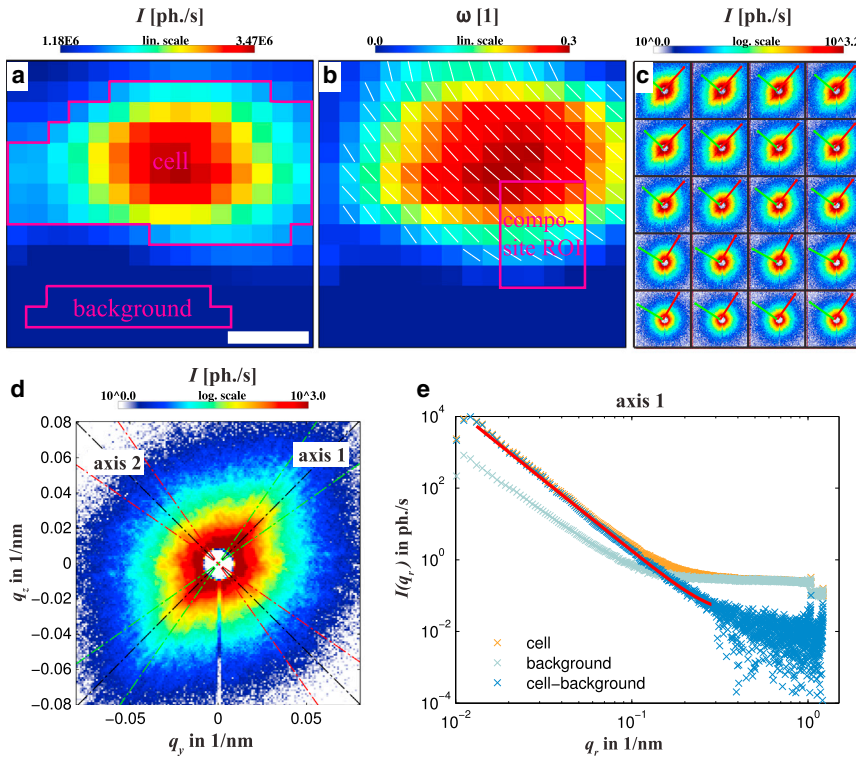 I [ph./s]
1.18E6 lin. scale 3.47E6
a
cell
background
ω [1]
0.0 lin. scale 0.3
b
compo-
site ROI
I [ph./s]
10^0.0 log. scale 10^3.2
c
d
I [ph./s]
10^0.0 log. scale 10^3.0
0.08
0.06
0.04
0.02
0
−0.02
−0.04
−0.06
−0.08
q_z in 1/nm
axis 2
axis 1
−0.05 0 0.05
q_y in 1/nm
e
axis 1
10^4
10^2
10^0
10^−2
10^−4
I(q_r) in ph./s
cell
background
cell−background
10^−2 10^−1 10^0
q_r in 1/nm